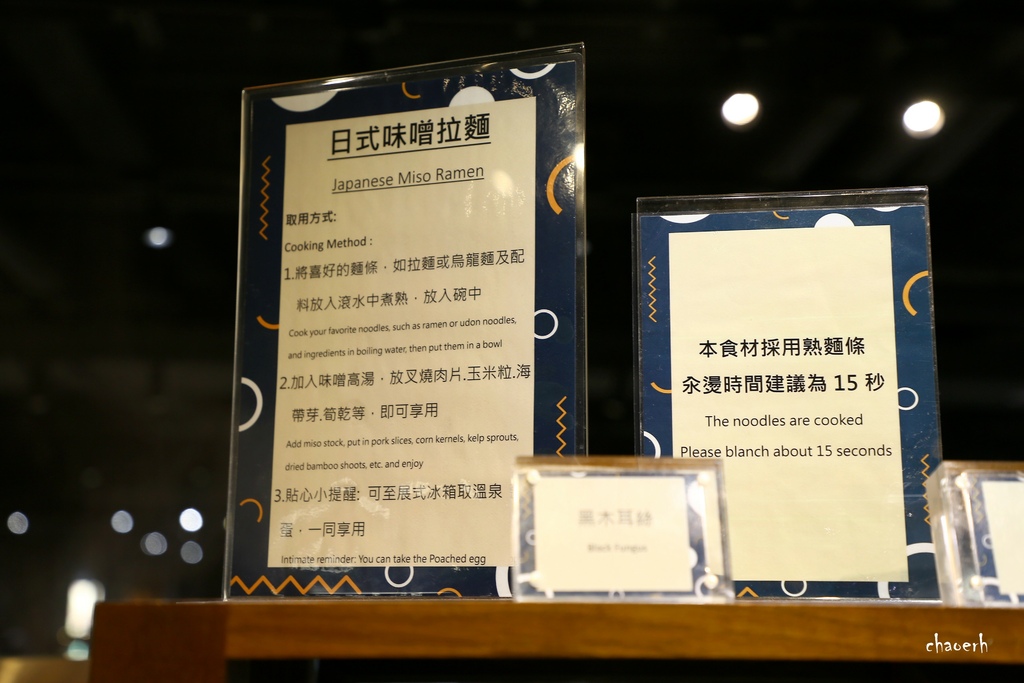 日式味噌拉麵
Japanese Miso Ramen
取用方式:
Cooking Method :
1.將喜好的麵條，如拉麵或烏龍麵及配
料放入滾水中煮熟，放入碗中
Cook your favorite noodles, such as ramen or udon noodles,
and ingredients in boiling water, then put them in a bowl
2.加入味噌高湯，放叉燒肉片.玉米粒.海
帶芽.筍乾等，即可享用
Add miso stock, put in pork slices, corn kernels, kelp sprouts,
dried bamboo shoots, etc. and enjoy
3.貼心小提醒: 可至展式冰箱取溫泉
蛋，一同享用
Intimate reminder: You can take the Poached egg
本食材採用熟麵條
汆燙時間建議為 15 秒
The noodles are cooked
Please blanch about 15 seconds
黑木耳絲
Black Fungus
chaoerh